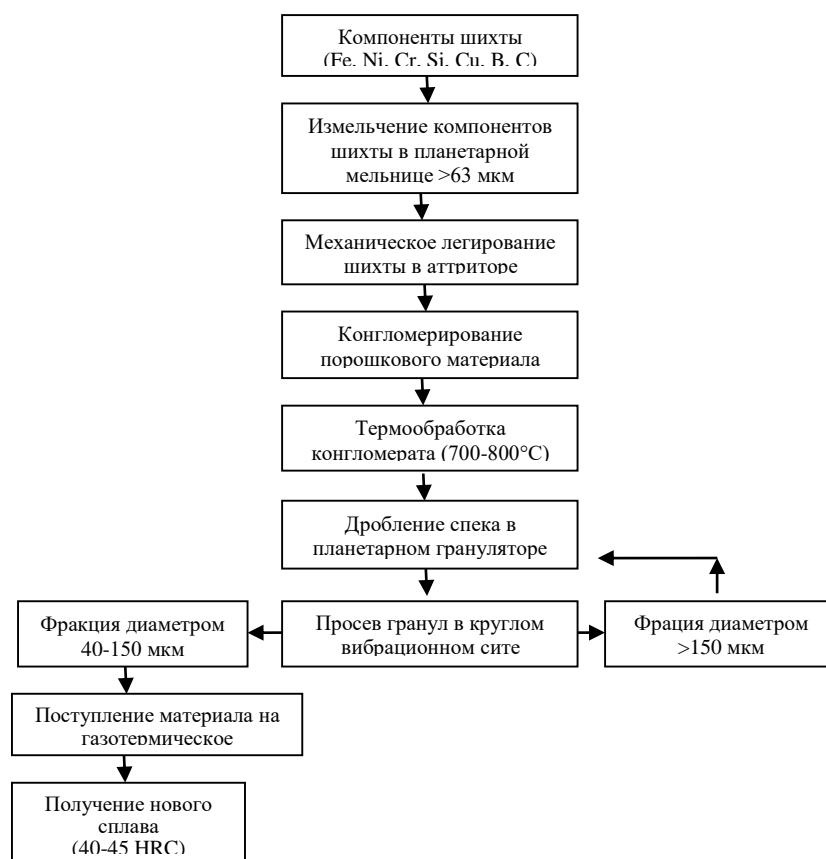 Компоненты шихты
(Fe, Ni, Cr, Si, Cu, B, C)
Измельчение компонентов
шихты в планетарной
мельнице >63 мкм
Механическое легирование
шихты в аттриторе
Конгломерирование
порошкового материала
Термообработка
конгломерата (700-800°C)
Дробление спека в
планетарном грануляторе
Фракция диаметром
40-150 мкм
Просев гранул в круглом
вибрационном сите
Фрация диаметром
>150 мкм
Поступление материала на
газотермическое
Получение нового
сплава
(40-45 HRC)